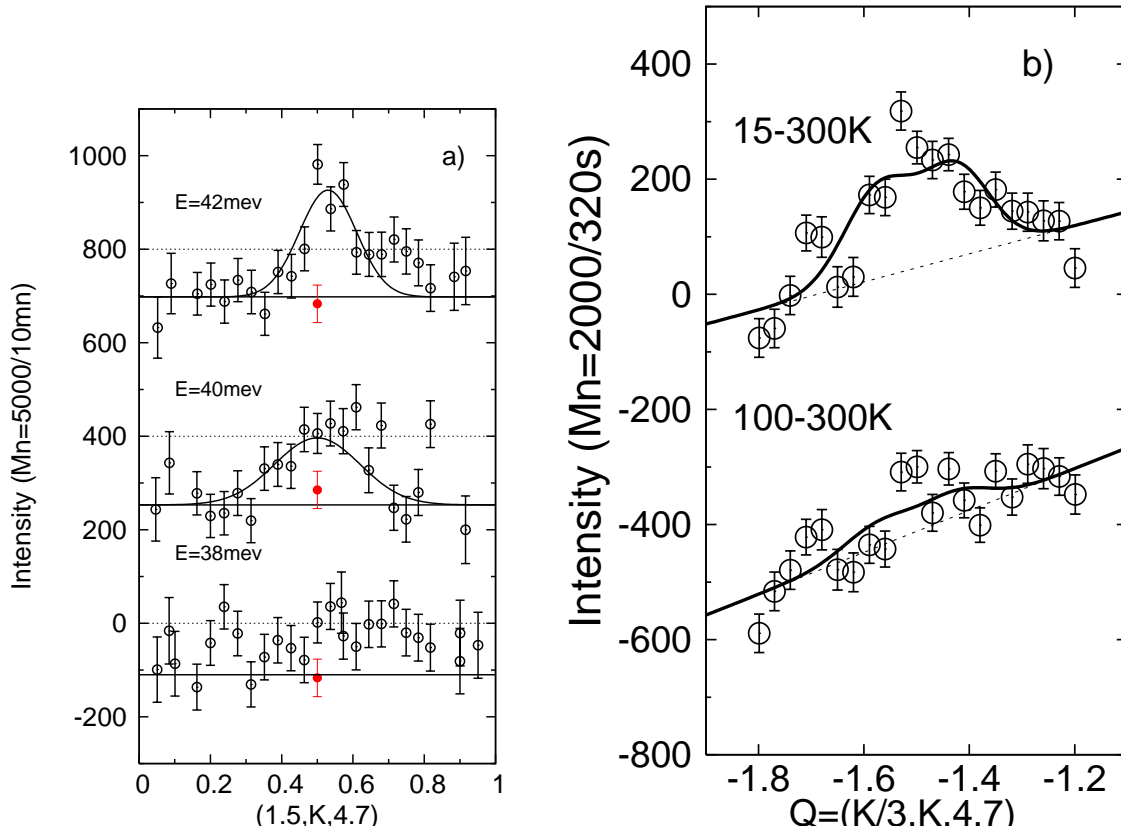 a)
E=42mev
E=40mev
E=38mev
1000
800
600
400
200
0
-200
0
0.2
0.4
0.6
0.8
1
(1.5,K,4.7)
Intensity (Mn=5000/10mn)
b)
15-300K
100-300K
400
200
0
-200
-400
-600
-800
-1.8
-1.6
-1.4
-1.2
Q=(K/3,K,4.7)
Intensity (Mn=2000/320s)